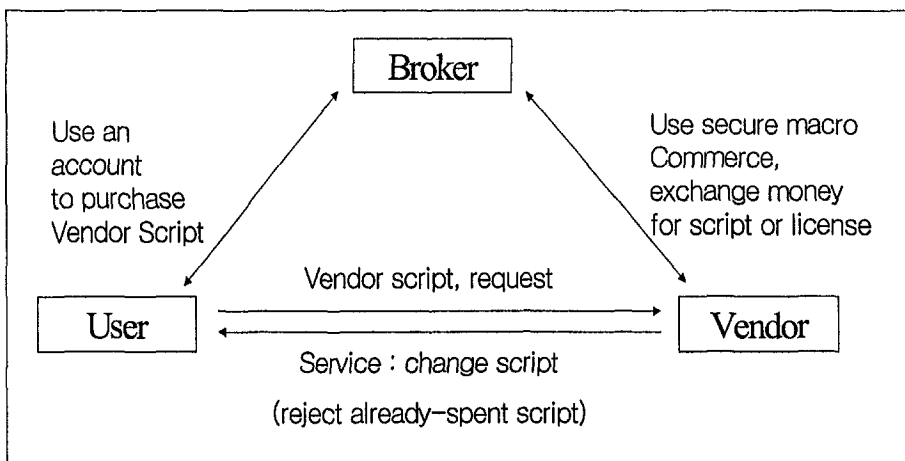 Broker
Use an
account
to purchase
Vendor Script
Use secure macro
Commerce,
exchange money
for script or license
Vendor script, request
User
Vendor
Service : change script
(reject already-spent script)